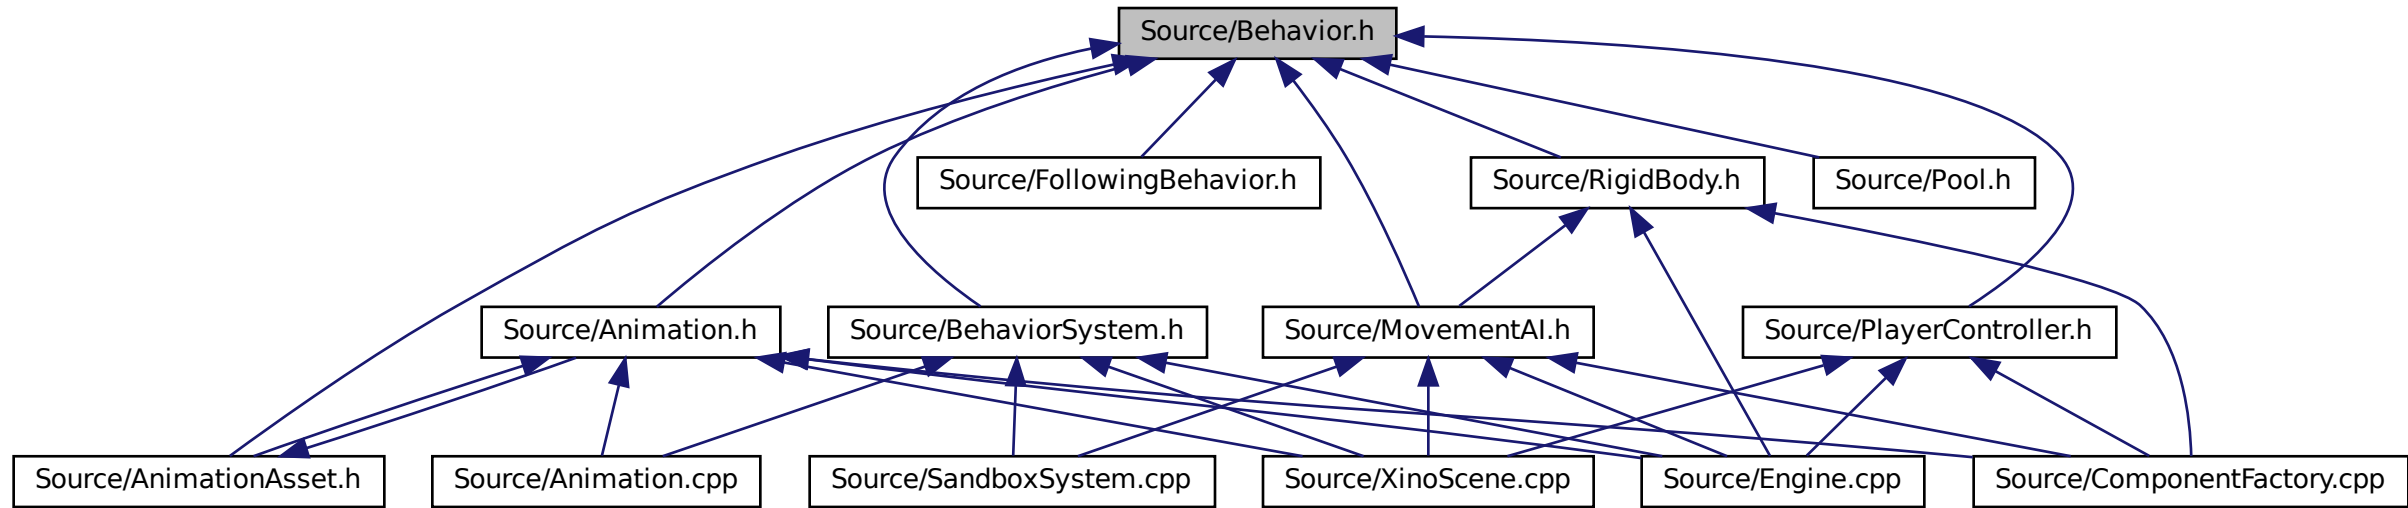 Source/Behavior.h
Source/FollowingBehavior.h
Source/RigidBody.h
Source/Pool.h
Source/Animation.h
Source/BehaviorSystem.h
Source/MovementAI.h
Source/PlayerController.h
Source/AnimationAsset.h
Source/Animation.cpp
Source/SandboxSystem.cpp
Source/XinoScene.cpp
Source/Engine.cpp
Source/ComponentFactory.cpp